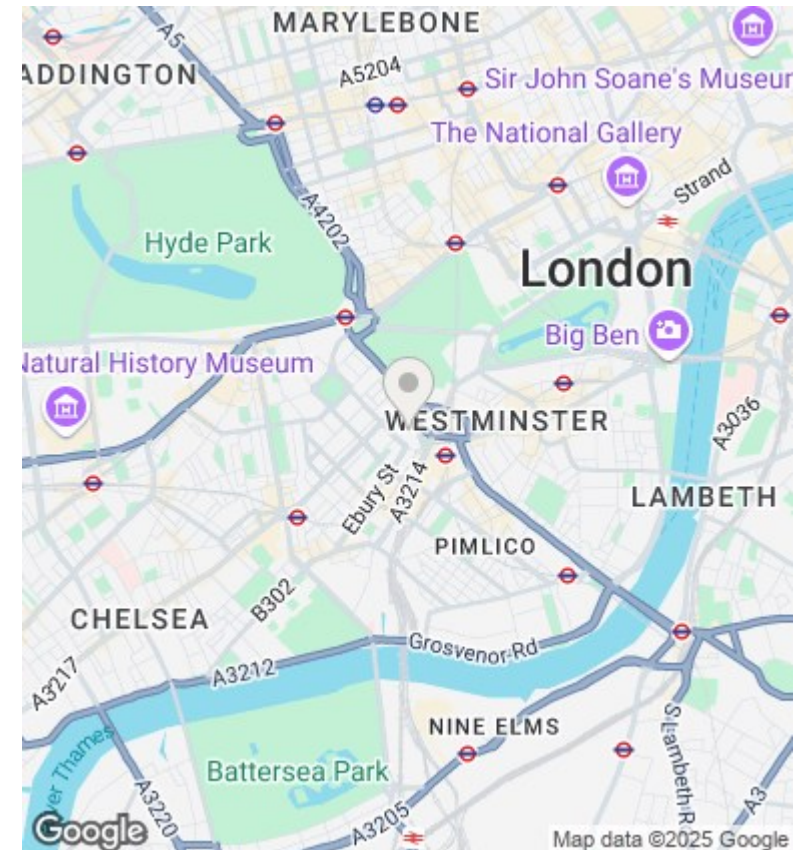 MARYLEBONE
A5
ADDINGTON
A5204
Sir John Soane's Museum
The National Gallery
Strand
A4202
Hyde Park
London
Big Ben
Natural History Museum
WESTMINSTER
A3036
Ebury St
A3214
LAMBETH
PIMLICO
B302
CHELSEA
Grosvenor Rd
A3212
A3217
NINE ELMS
S Lambeth R
ver Thames
Battersea Park
A3220
A3205
A3
Google
Map data ©2025 Google